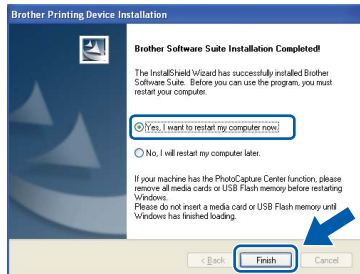 Brother Printing Device Installation
Brother Software Suite Installation Completed!
The InstallShield Wizard has successfully installed Brother
Software Suite. Before you can use the program, you must
restart your computer.
Yes, I want to restart my computer now.
No, I will restart my computer later.
If your machine has the PhotoCapture Center function, please
remove all media cards or USB Flash memory before restarting
Windows.
Please do not insert a media card or USB Flash memory until
Windows has finished loading.
< Back Finish Cancel